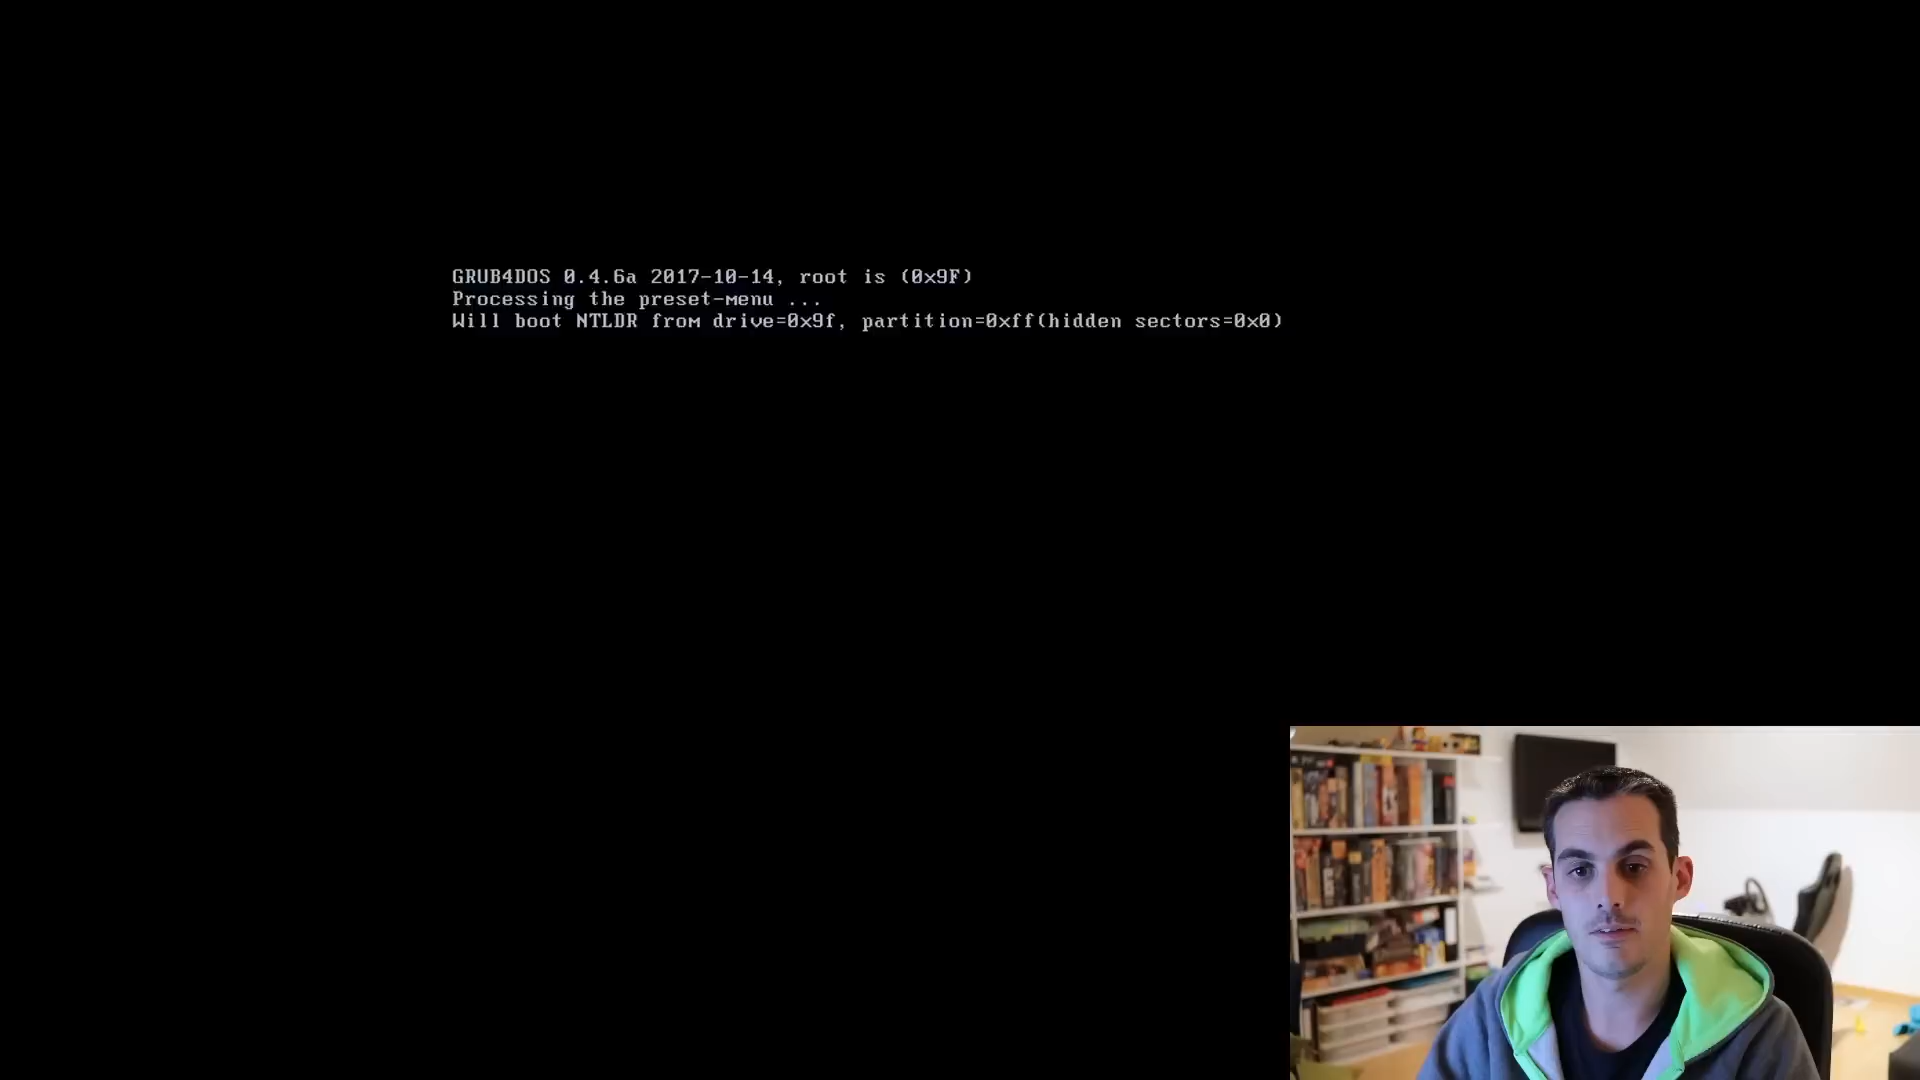 GRUB4DOS 0.4.6a 2017-10-14, root is (0x9F)
Processing the preset-menu ...
Will boot NTLDR from drive=0x9f, partition=0xff(hidden sectors=0x0)